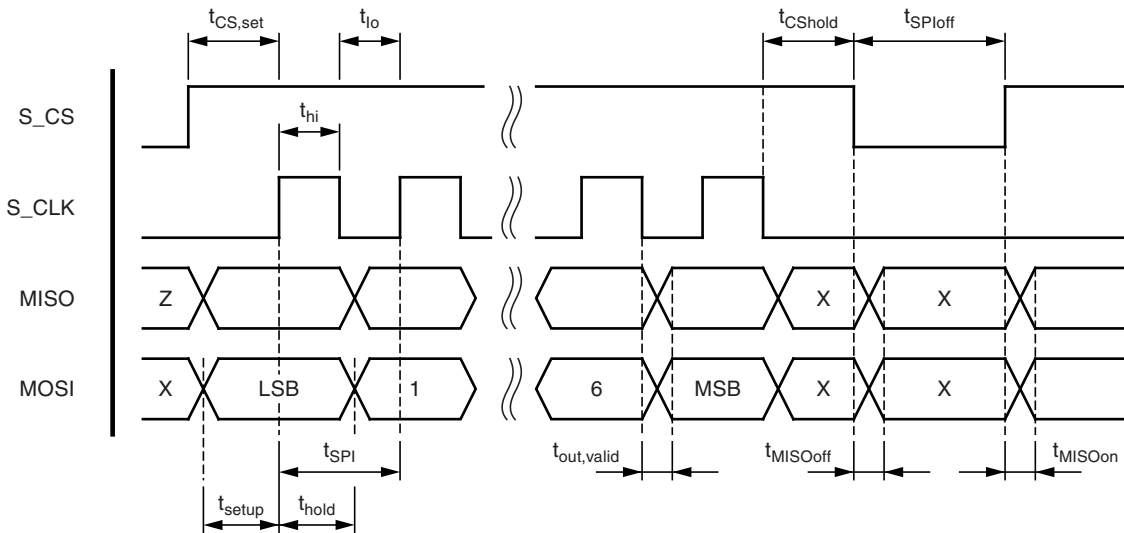 tCS,set tlo tCShold tSPIoff
S_CS
thi
S_CLK
MISO Z X X
MOSI X LSB 1 6 MSB X X
tSPI tout,valid tMISOoff tMISOon
tsetup thold